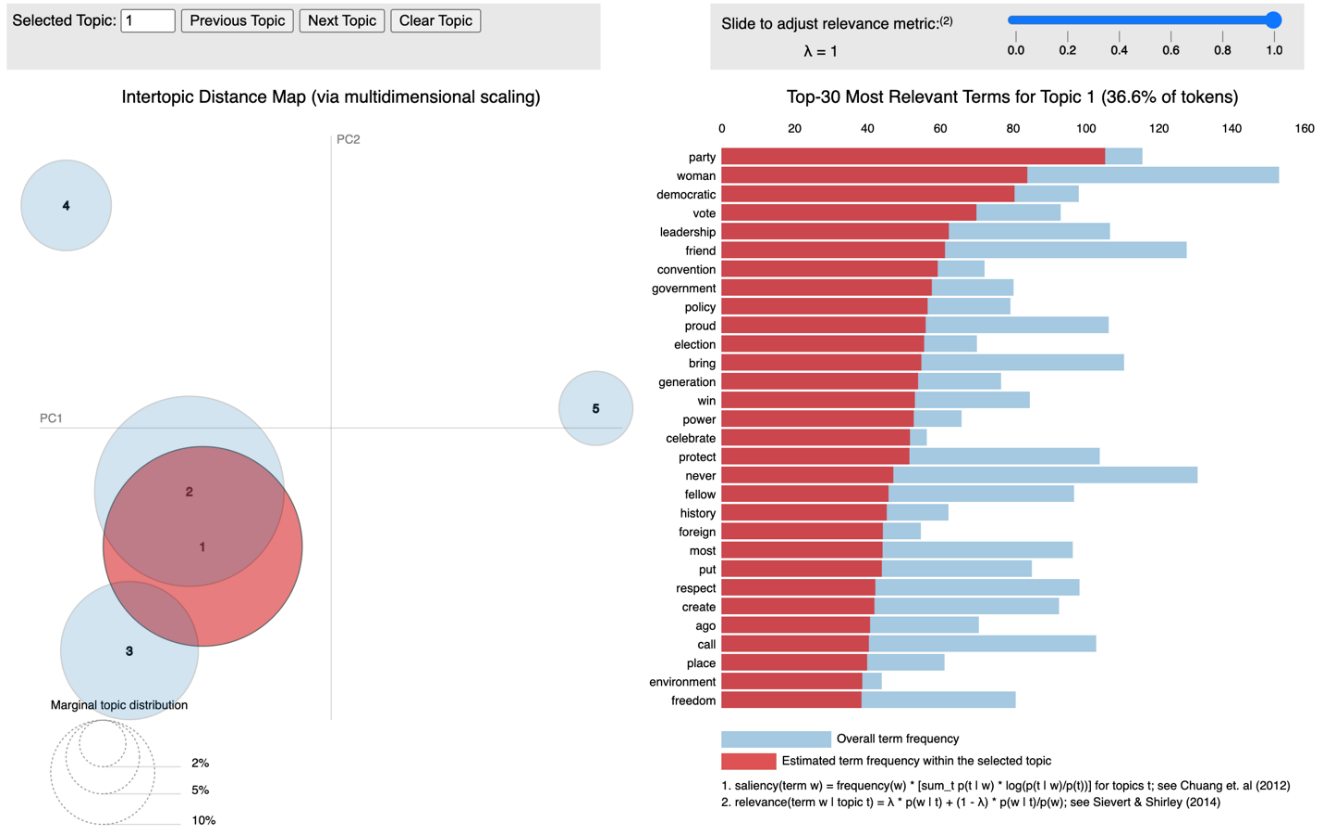 Selected Topic: 1 Previous Topic Next Topic Clear Topic
Slide to adjust relevance metric:(2)
λ = 1
0.0 0.2 0.4 0.6 0.8 1.0
Intertopic Distance Map (via multidimensional scaling)
PC2
PC1
4
5
2
1
3
Marginal topic distribution
2%
5%
10%
Top-30 Most Relevant Terms for Topic 1 (36.6% of tokens)
0 20 40 60 80 100 120 140 160
party
woman
democratic
vote
leadership
friend
convention
government
policy
proud
election
bring
generation
win
power
celebrate
protect
never
fellow
history
foreign
most
put
respect
create
ago
call
place
environment
freedom
Overall term frequency
Estimated term frequency within the selected topic
1. saliency(term w) = frequency(w) * [sum_t p(t | w) * log(p(t | w)/p(t))] for topics t; see Chuang et. al (2012)
2. relevance(term w | topic t) = λ * p(w | t) + (1 - λ) * p(w | t)/p(w); see Sievert & Shirley (2014)